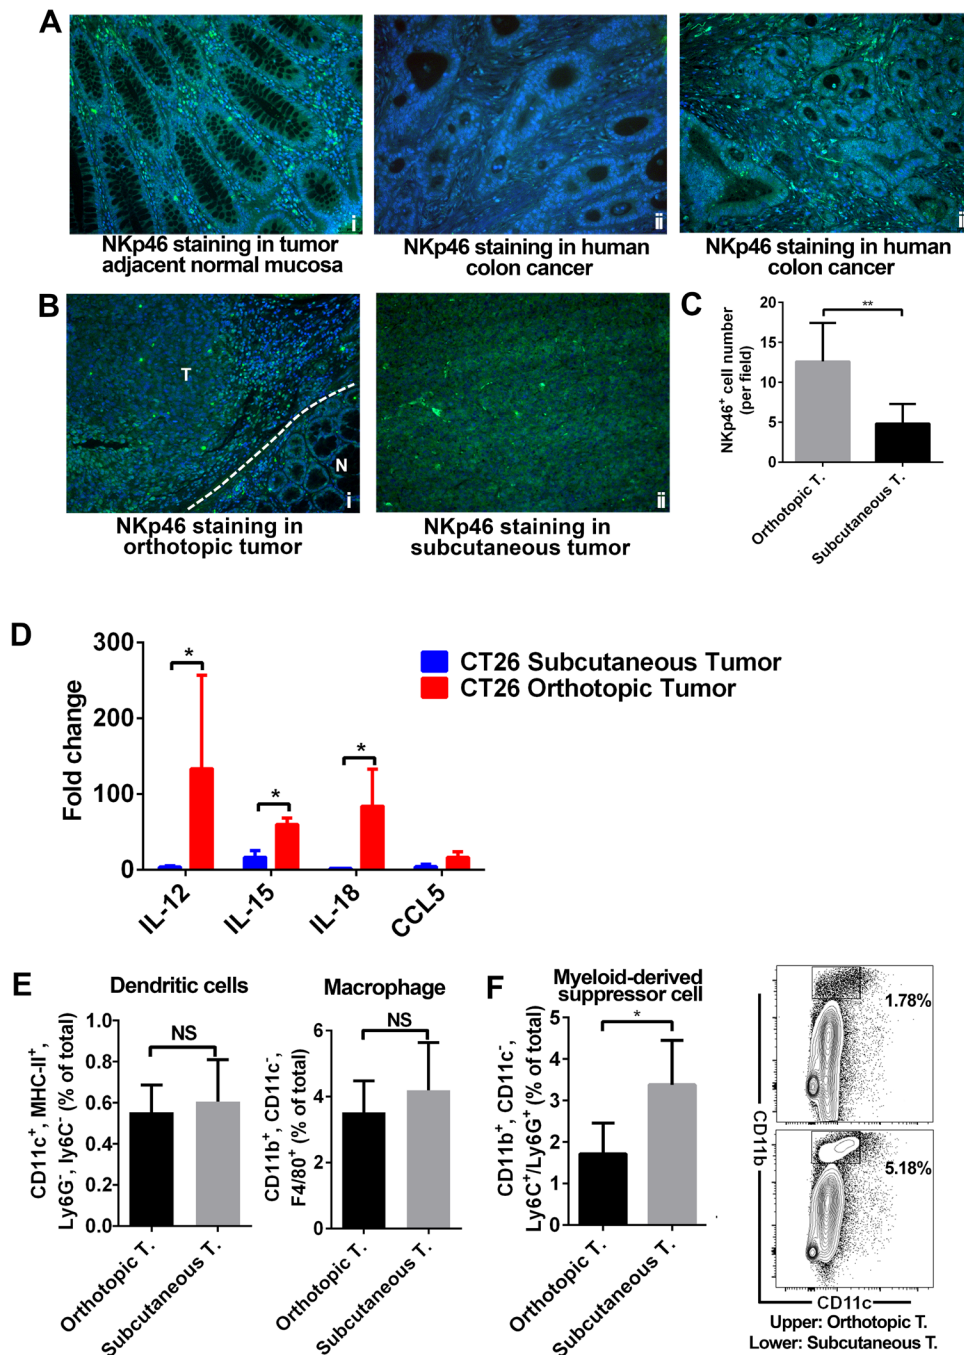 A
i
NKp46 staining in tumor
adjacent normal mucosa
ii
NKp46 staining in human
colon cancer
ii
NKp46 staining in human
colon cancer
B
T
N
i
NKp46 staining in
orthotopic tumor
ii
NKp46 staining in
subcutaneous tumor
C
NKp46+ cell number
(per field)
20
15
10
5
0
**
Orthotopic T.
Subcutaneous T.
D
Fold change
300
200
100
0
*
*
*
IL-12
IL-15
IL-18
CCL5
CT26 Subcutaneous Tumor
CT26 Orthotopic Tumor
E
Dendritic cells
CD11c+, MHC-II+,
Ly6G-, ly6C- (% of total)
1.0
0.8
0.6
0.4
0.2
0.0
NS
Orthotopic T.
Subcutaneous T.
Macrophage
CD11b+, CD11c-,
F4/80+ (% of total)
6
4
2
0
NS
Orthotopic T.
Subcutaneous T.
F
Myeloid-derived
suppressor cell
CD11b+, CD11c-,
Ly6C+/Ly6G+ (% of total)
5
4
3
2
1
0
*
Orthotopic T.
Subcutaneous T.
1.78%
5.18%
CD11b
CD11c
Upper: Orthotopic T.
Lower: Subcutaneous T.